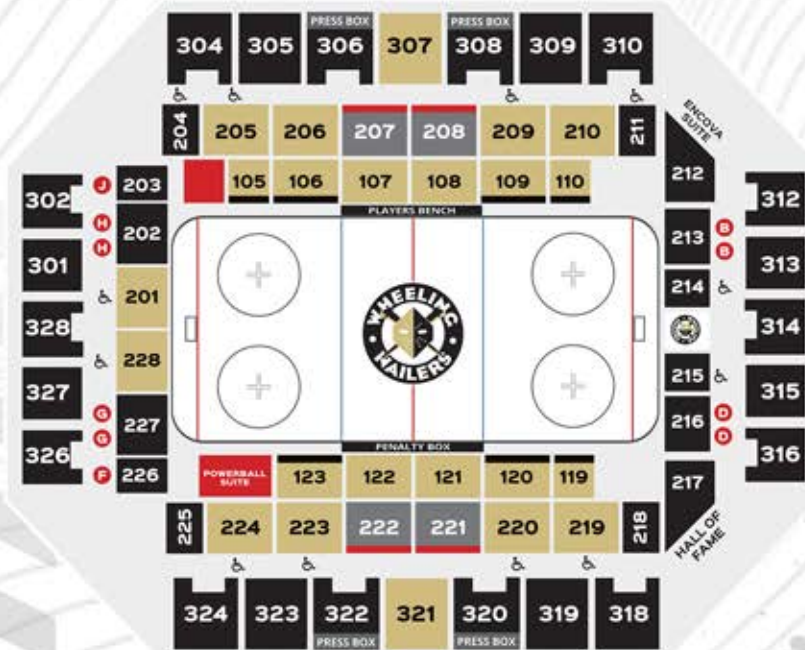 PRESS BOX PRESS BOX
304 305 306 307 308 309 310
204 205 206 207 208 209 210 211
ENCOVA
SUITE
105 106 107 108 109 110
302 J 203 212 312
PLAYERS BENCH
H 202 213 B
H B
301 313
201 214
WHEELING
NAILERS
328 314
228 215
327 315
G 227 216 D
G D
PENALTY BOX
326 F 226 316
POWERBALL
SUITE
123 122 121 120 119
217
HALL OF
FAME
225 224 223 222 221 220 219 218
324 323 322 321 320 319 318
PRESS BOX PRESS BOX